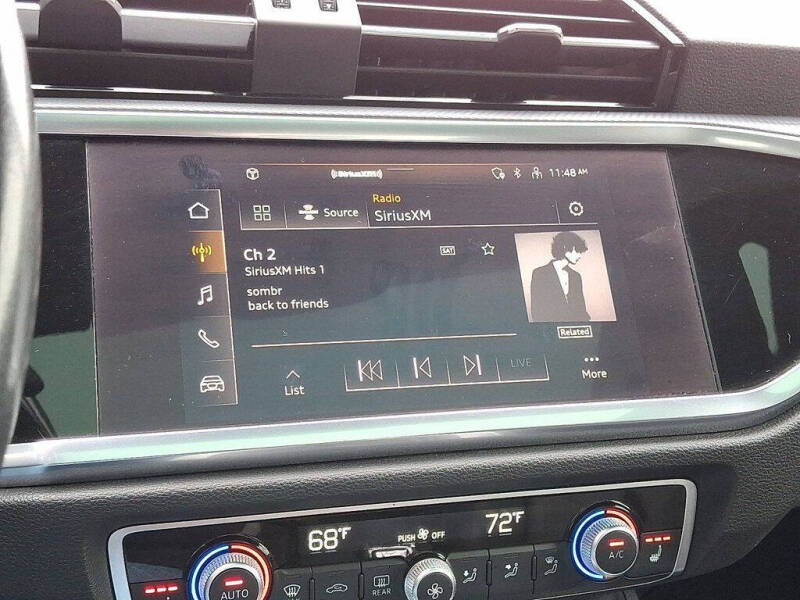 SiriusXM
11:48 AM
Source
Radio
SiriusXM
Ch 2
SAT
SiriusXM Hits 1
sombr
back to friends
Related
List
LIVE
More
68°F
PUSH OFF
72°F
AUTO
REAR
A/C